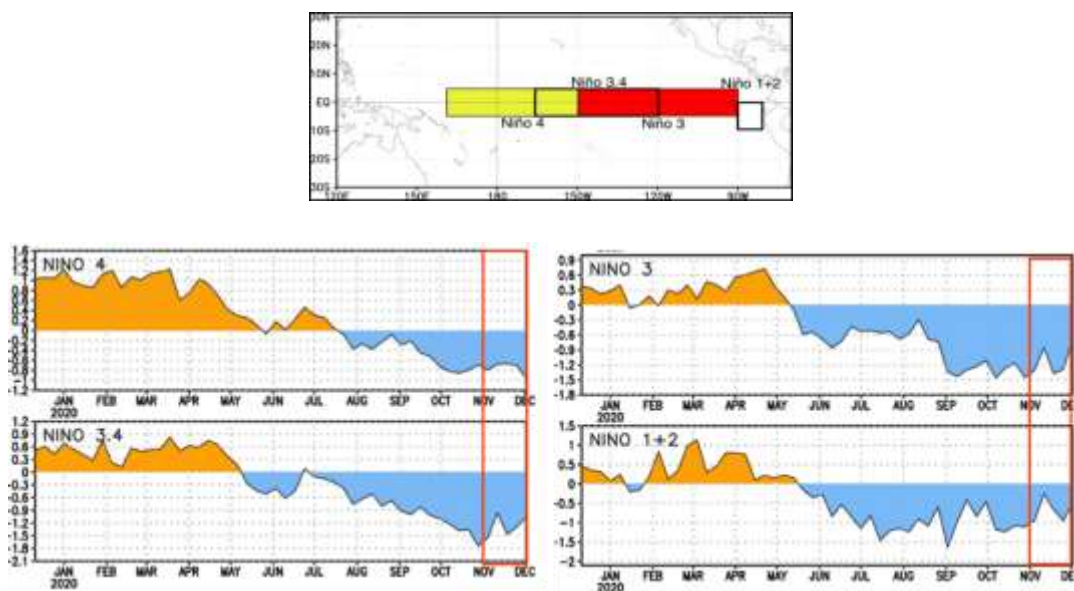 30N
20N
Niño 3.4
Niño 1+2
10N
EQ
Niño 4
Niño 3
10S
20S
30S
120E 150E 180 150W 120W 90W
1.6
NINO 4
1.4
1.2
1
0.8
0.6
0.4
0.2
0
-0.2
-0.4
-0.6
-0.8
-1
-1.2
JAN FEB MAR APR MAY JUN JUL AUG SEP OCT NOV DEC
2020
0.9
NINO 3
0.6
0.3
0
-0.3
-0.6
-0.9
-1.2
-1.5
-1.8
JAN FEB MAR APR MAY JUN JUL AUG SEP OCT NOV DE
2020
1.2
NINO 3.4
0.9
0.6
0.3
0
-0.3
-0.6
-0.9
-1.2
-1.5
-1.8
-2.1
JAN FEB MAR APR MAY JUN JUL AUG SEP OCT NOV DEC
2020
1.5
NINO 1+2
1
0.5
0
-0.5
-1
-1.5
-2
JAN FEB MAR APR MAY JUN JUL AUG SEP OCT NOV DE
2020